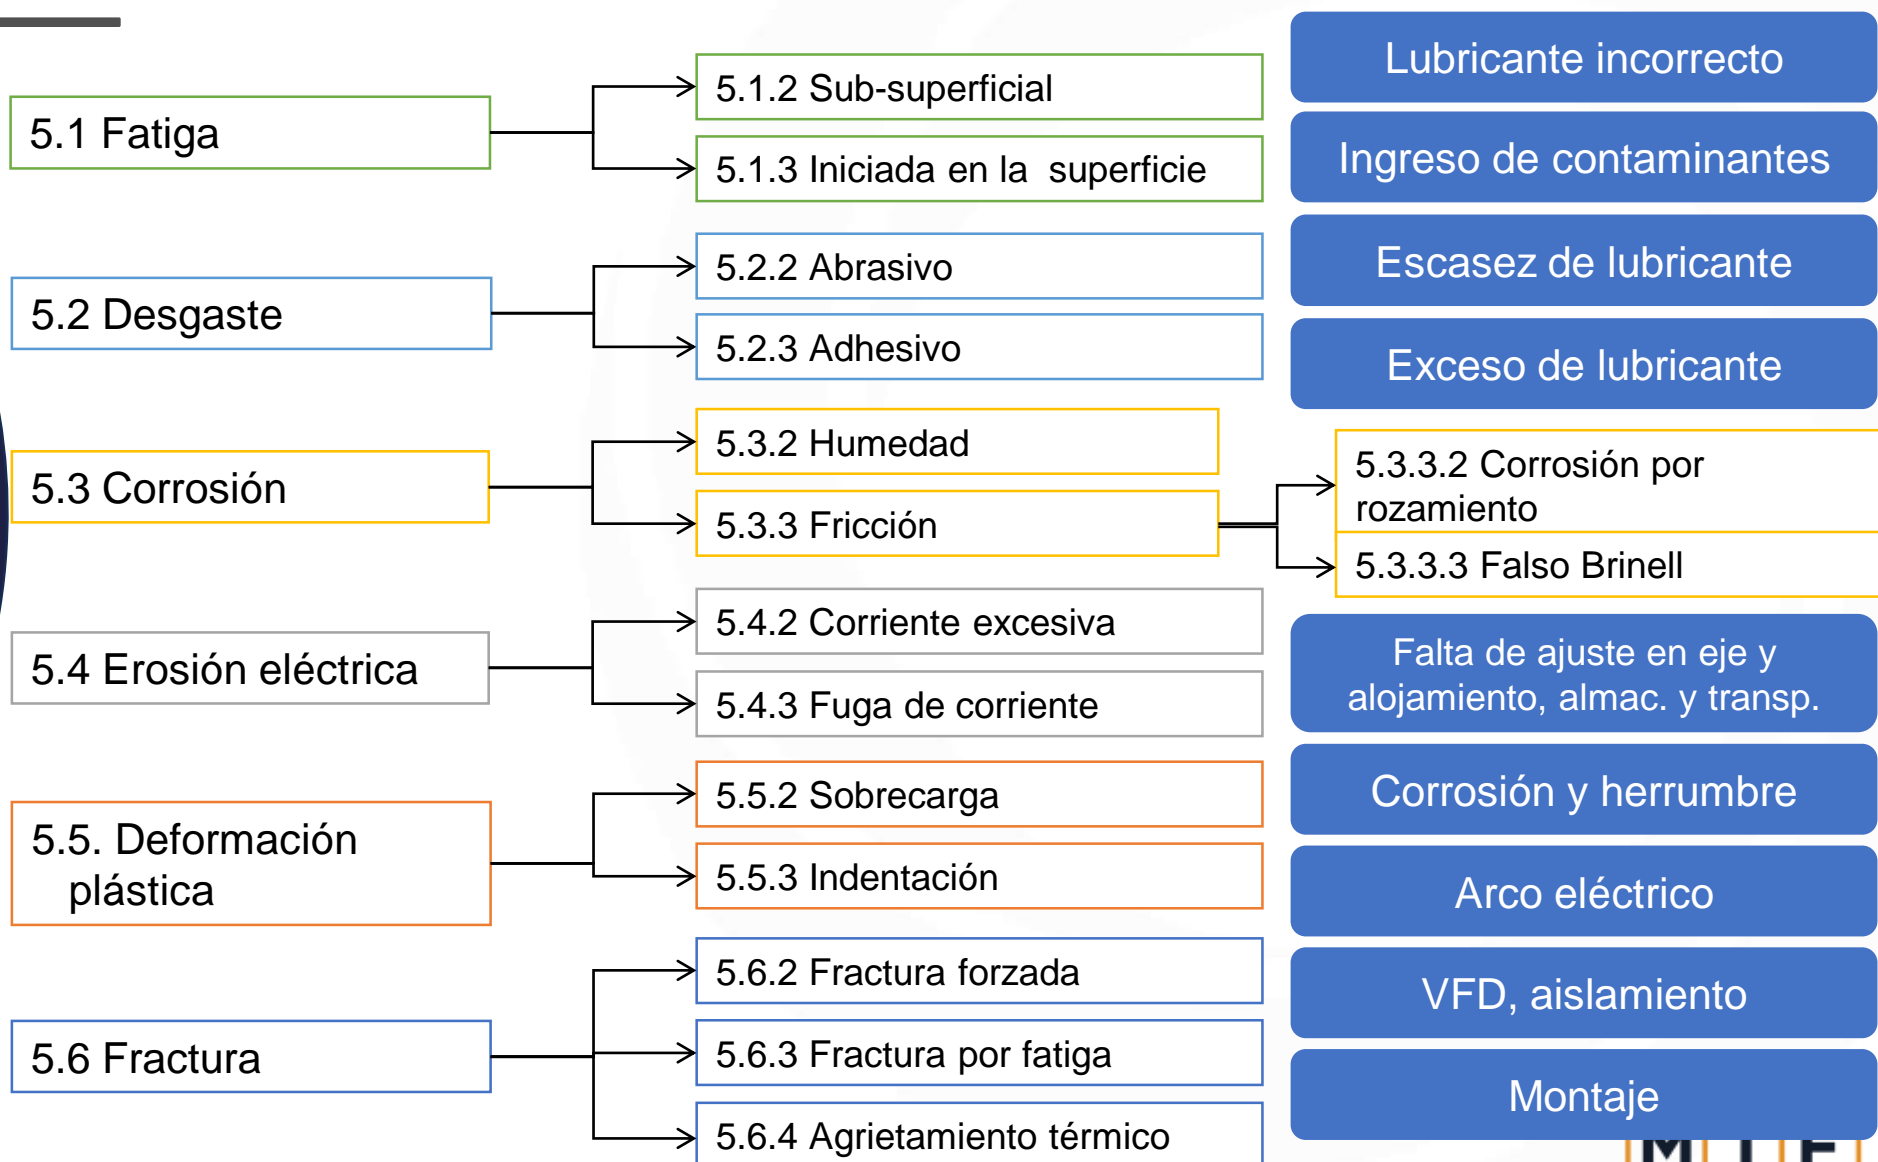 5.1 Fatiga
5.1.2 Sub-superficial
5.1.3 Iniciada en la superficie
5.2 Desgaste
5.2.2 Abrasivo
5.2.3 Adhesivo
5.3 Corrosión
5.3.2 Humedad
5.3.3 Fricción
5.3.3.2 Corrosión por
rozamiento
5.3.3.3 Falso Brinell
5.4 Erosión eléctrica
5.4.2 Corriente excesiva
5.4.3 Fuga de corriente
5.5. Deformación
plástica
5.5.2 Sobrecarga
5.5.3 Indentación
5.6 Fractura
5.6.2 Fractura forzada
5.6.3 Fractura por fatiga
5.6.4 Agrietamiento térmico
Lubricante incorrecto
Ingreso de contaminantes
Escasez de lubricante
Exceso de lubricante
Falta de ajuste en eje y
alojamiento, almac. y transp.
Corrosión y herrumbre
Arco eléctrico
VFD, aislamiento
Montaje